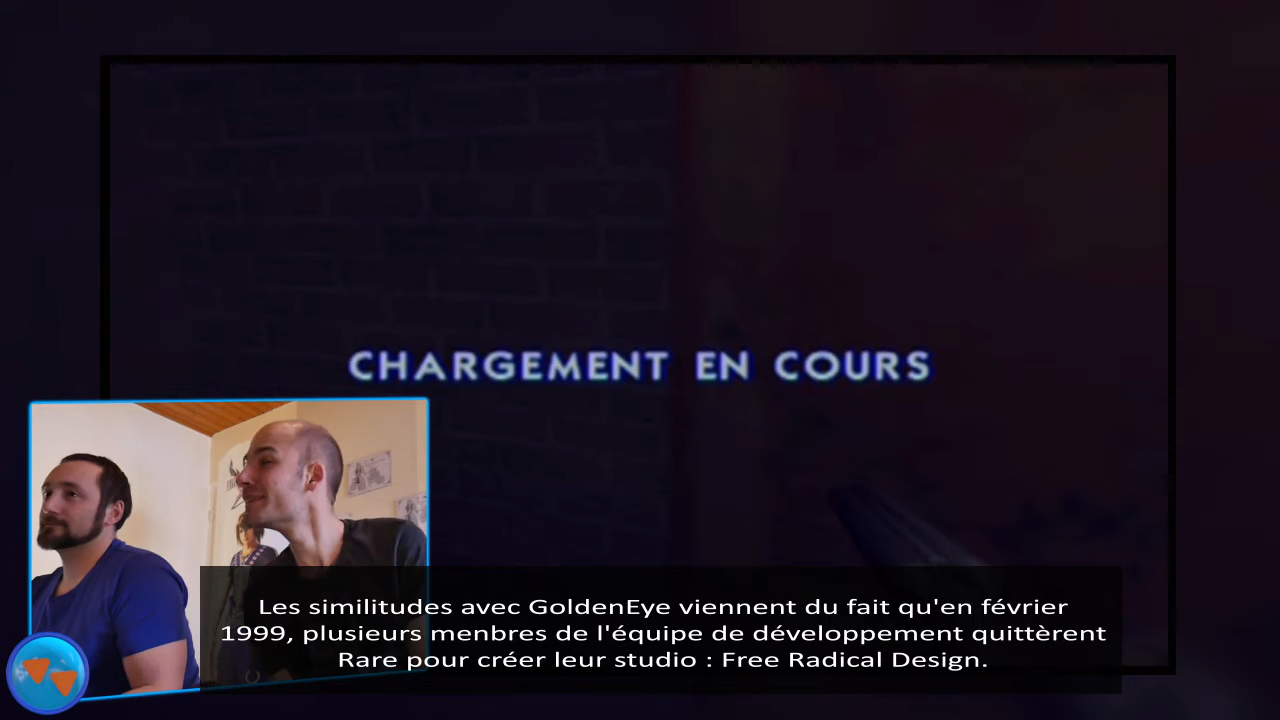 CHARGEMENT EN COURS
Les similitudes avec GoldenEye viennent du fait qu'en février
1999, plusieurs menbres de l'équipe de développement quittèrent
Rare pour créer leur studio : Free Radical Design.